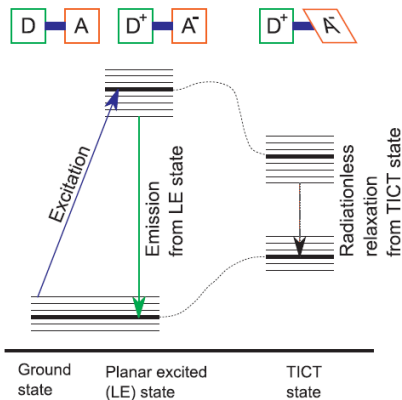 D A D+ A- D+ A-
Excitation
Emission
from LE state
Radiationless
relaxation
from TICT state
Ground
state
Planar excited
(LE) state
TICT
state